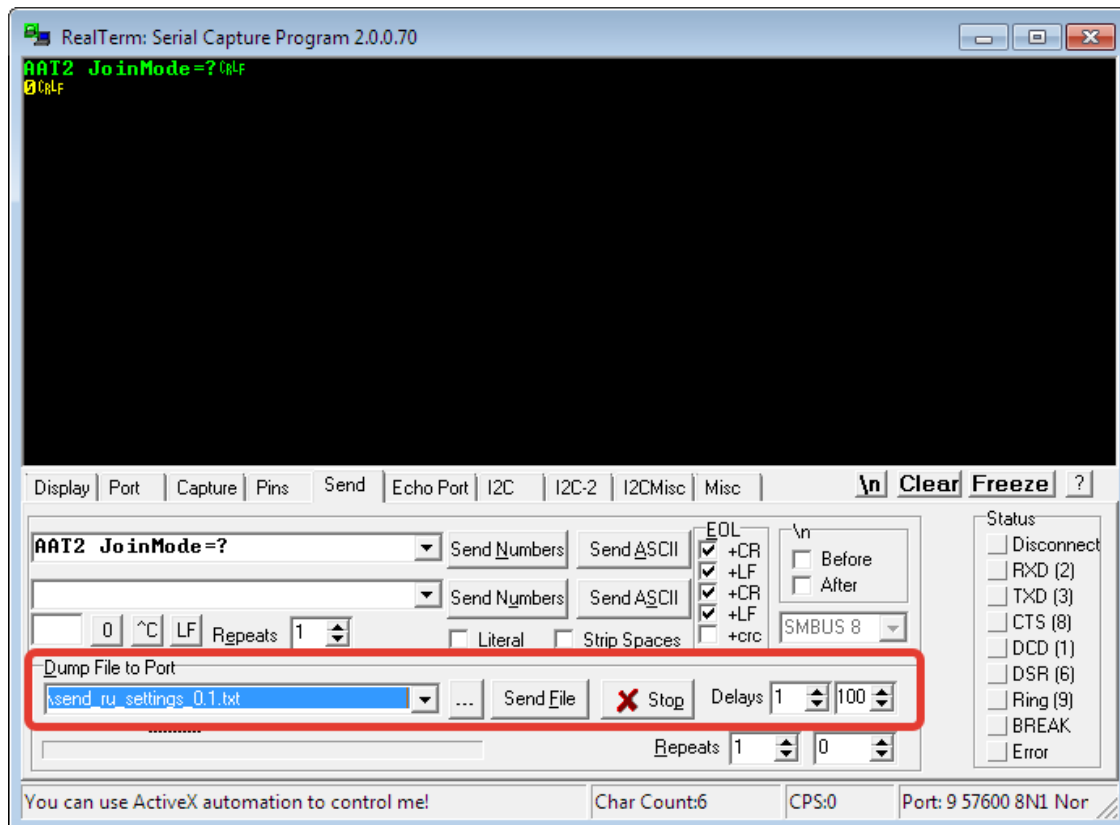 RealTerm: Serial Capture Program 2.0.0.70
AAT2 JoinMode=?CRLF
0CRLF
Display Port Capture Pins Send Echo Port I2C I2C-2 I2CMisc Misc \n Clear Freeze ?
AAT2 JoinMode=? Send Numbers Send ASCII
Send Numbers Send ASCII
0 ^C LF Repeats 1 Literal Strip Spaces
EOL
+CR
+LF
+CR
+LF
+crc
\n
Before
After
SMBUS 8
Dump File to Port
\send_ru_settings_0.1.txt ... Send File Stop Delays 1 100
Repeats 1 0
Status
Disconnect
RXD (2)
TXD (3)
CTS (8)
DCD (1)
DSR (6)
Ring (9)
BREAK
Error
You can use ActiveX automation to control me! Char Count:6 CPS:0 Port: 9 57600 8N1 Nor